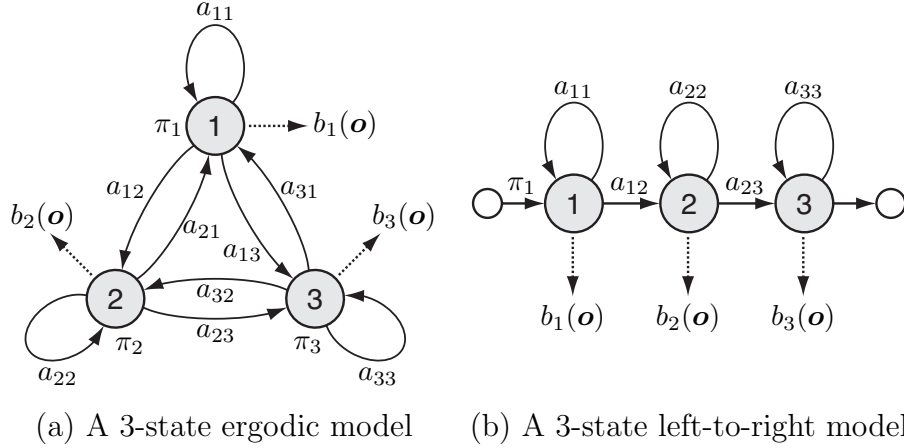 a₁₁
π₁ 1 b₁(o)
a₁₂ a₃₁
b₂(o) a₂₁ a₁₃ b₃(o)
2 a₃₂ 3
π₂ a₂₃ π₃
a₂₂ a₃₃
(a) A 3-state ergodic model
a₁₁ a₂₂ a₃₃
π₁ 1 a₁₂ 2 a₂₃ 3
b₁(o) b₂(o) b₃(o)
(b) A 3-state left-to-right model